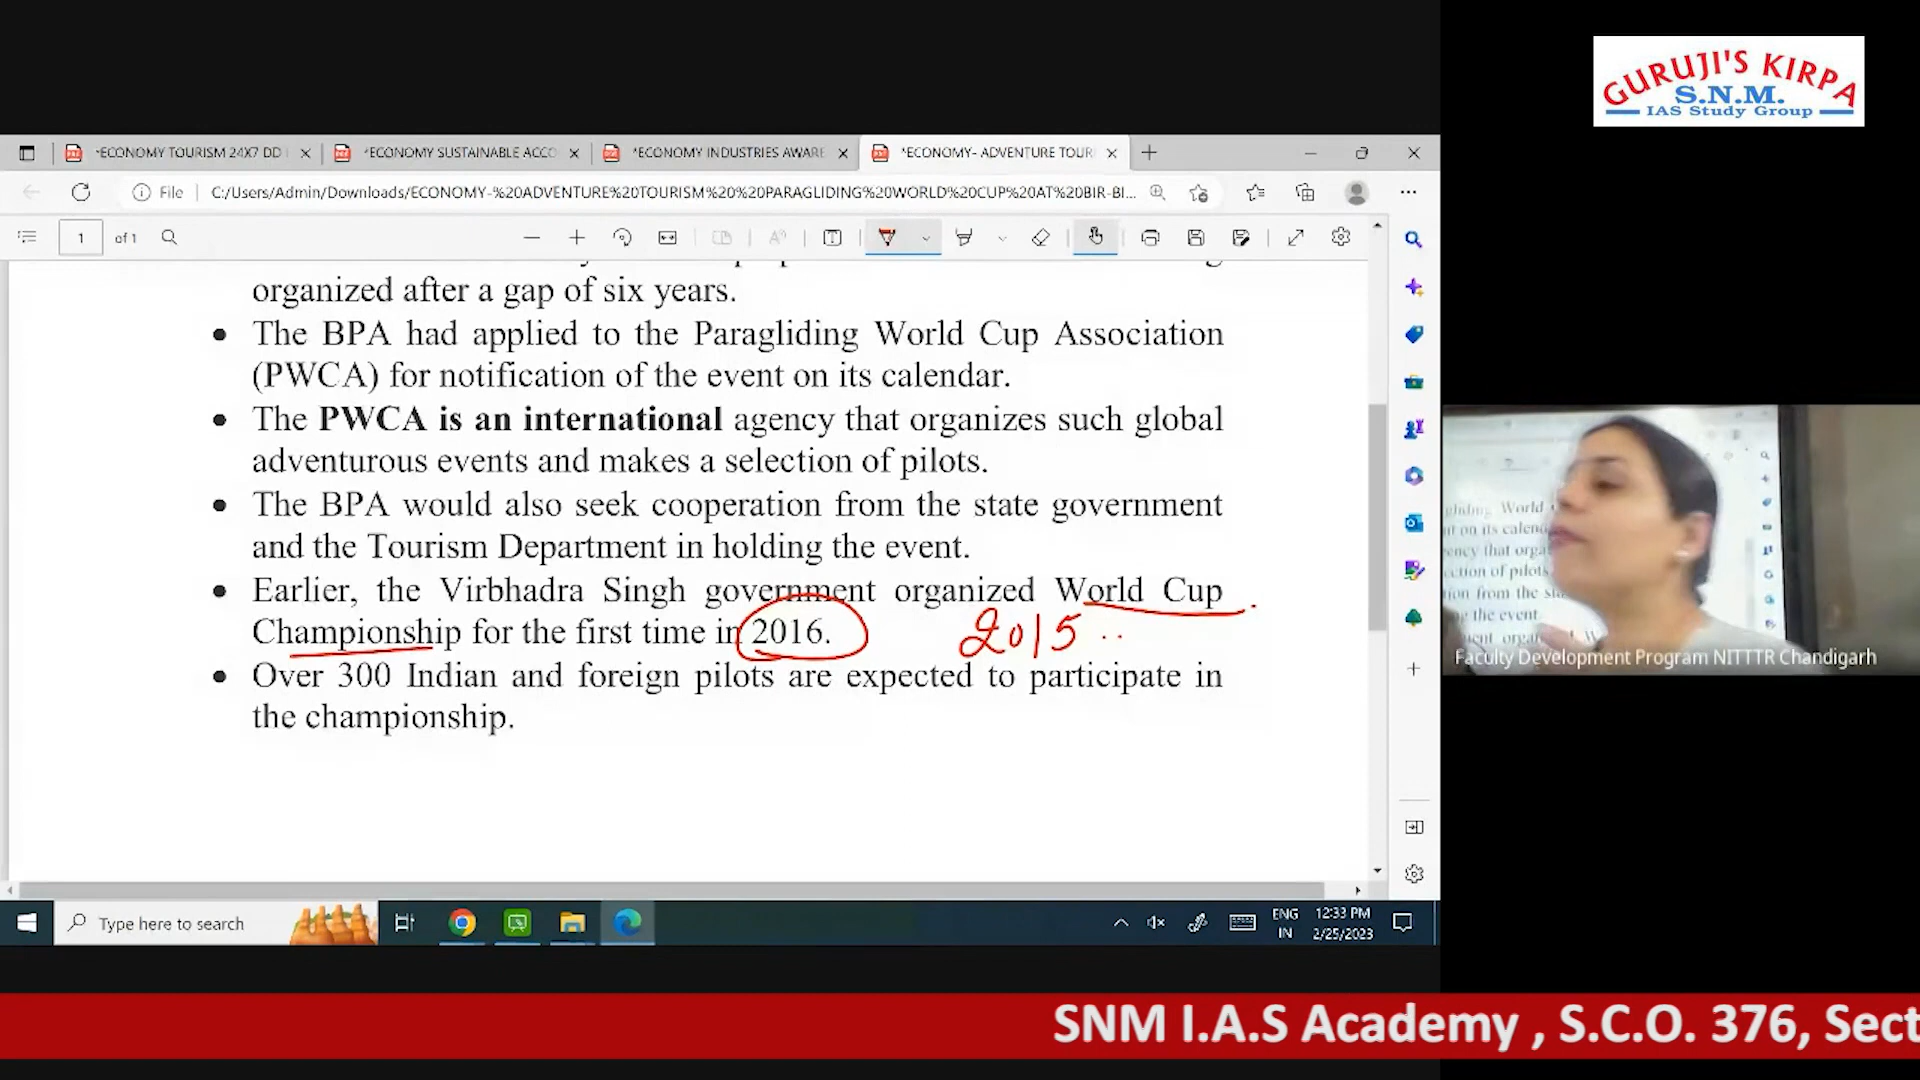 GURUJI'S KIRPA
S.N.M.
IAS Study Group
*ECONOMY TOURISM 24X7 DD
*ECONOMY SUSTAINABLE ACCO
*ECONOMY INDUSTRIES AWARE
*ECONOMY- ADVENTURE TOUR
File C:/Users/Admin/Downloads/ECONOMY-%20ADVENTURE%20TOURISM%20%20PARAGLIDING%20WORLD%20CUP%20AT%20BIR-BI...
1 of 1
organized after a gap of six years.
• The BPA had applied to the Paragliding World Cup Association
(PWCA) for notification of the event on its calendar.
• The PWCA is an international agency that organizes such global
adventurous events and makes a selection of pilots.
• The BPA would also seek cooperation from the state government
and the Tourism Department in holding the event.
• Earlier, the Virbhadra Singh government organized World Cup
Championship for the first time in 2016. 2015 ..
• Over 300 Indian and foreign pilots are expected to participate in
the championship.
Faculty Development Program NITTTR Chandigarh
Type here to search
ENG
IN
12:33 PM
2/25/2023
SNM I.A.S Academy , S.C.O. 376, Sect